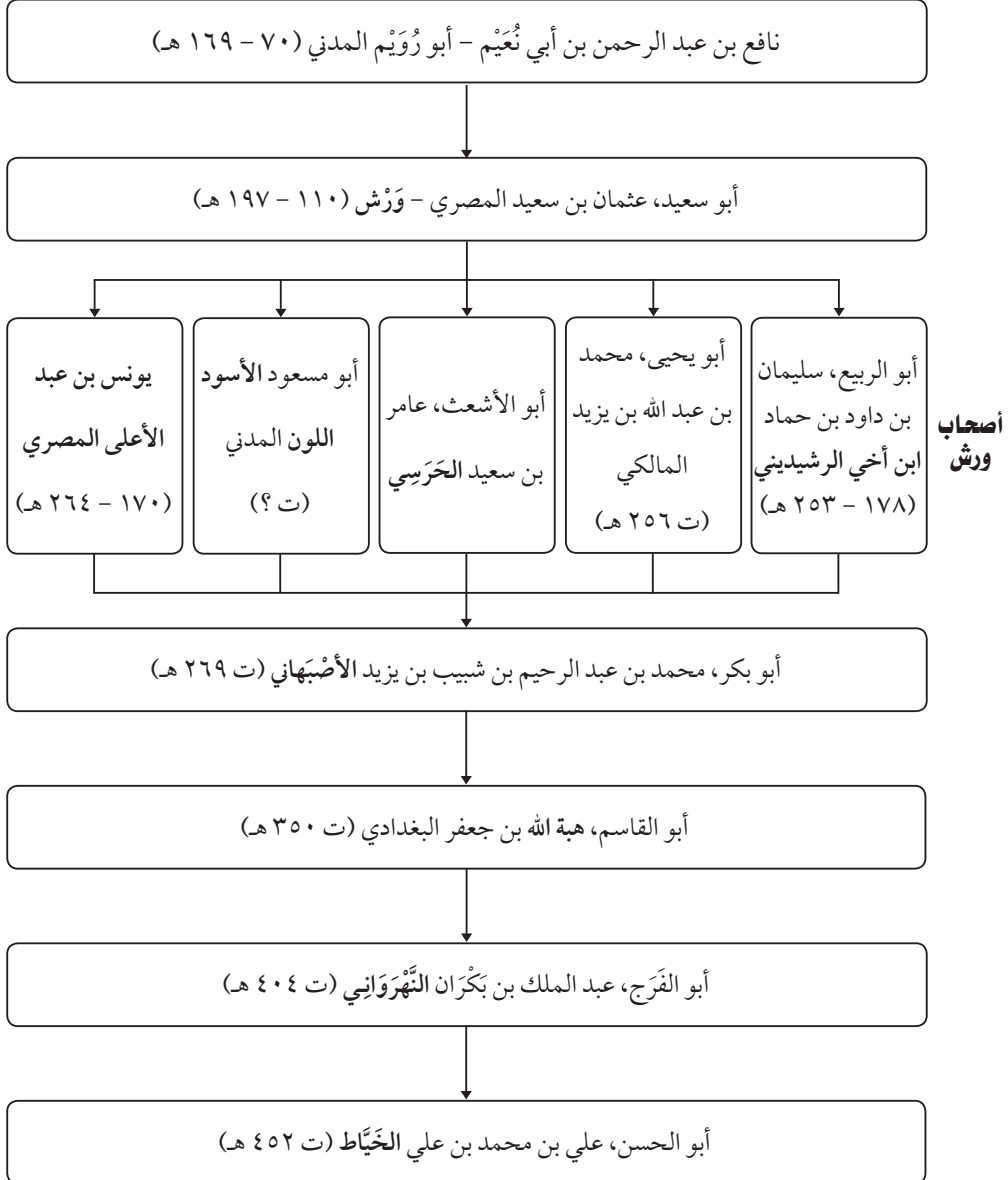 نافع بن عبد الرحمن بن أبي نُعَيْم – أبو رُوَيْم المدني (٧٠ – ١٦٩ هـ)
أبو سعيد، عثمان بن سعيد المصري – وَرْش (١١٠ – ١٩٧ هـ)
أصحاب
ورش
أبو الربيع، سليمان
بن داود بن حماد
ابن أخي الرشيديني
(١٧٨ – ٢٥٣ هـ)
أبو يحيى، محمد
بن عبد الله بن يزيد
المالكي
(ت ٢٥٦ هـ)
أبو الأشعث، عامر
بن سعيد الحَرَسِي
أبو مسعود الأسود
اللون المدني
(ت ؟)
يونس بن عبد
الأعلى المصري
(١٧٠ – ٢٦٤ هـ)
أبو بكر، محمد بن عبد الرحيم بن شبيب بن يزيد الأصْبَهاني (ت ٢٦٩ هـ)
أبو القاسم، هبة الله بن جعفر البغدادي (ت ٣٥٠ هـ)
أبو الفَرَج، عبد الملك بن بَكْرَان النَّهْرَوَانِي (ت ٤٠٤ هـ)
أبو الحسن، علي بن محمد بن علي الخَيَّاط (ت ٤٥٢ هـ)